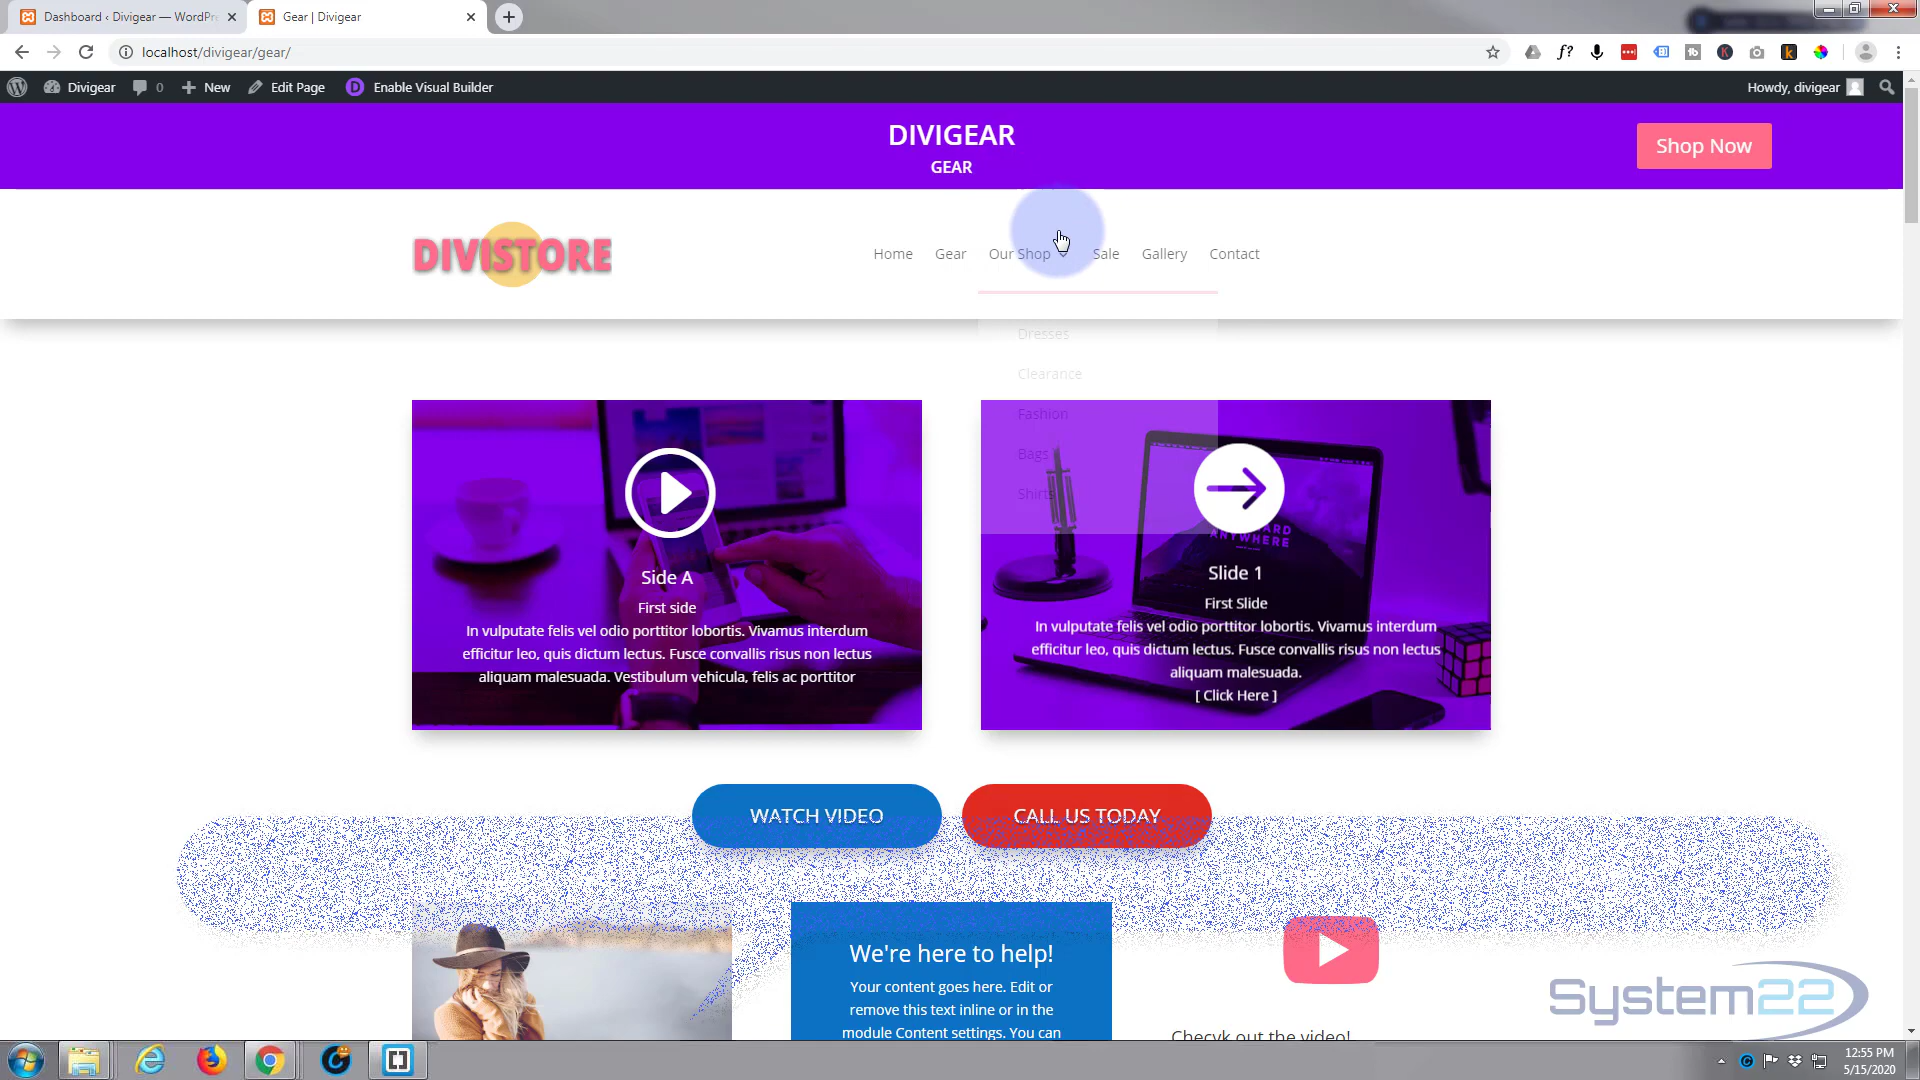 Dashboard ‹ Divigear — WordPre
Gear | Divigear
localhost/divigear/gear/
Divigear
0
New
Edit Page
Enable Visual Builder
Howdy, divigear
DIVIGEAR
GEAR
Shop Now
DIVISTORE
Home
Gear
Our Shop
Sale
Gallery
Contact
Dresses
Clearance
Fashion
Bags
Shirts
ANYWHERE
Side A
First side
In vulputate felis vel odio porttitor lobortis. Vivamus interdum
efficitur leo, quis dictum lectus. Fusce convallis risus non lectus
aliquam malesuada. Vestibulum vehicula, felis ac porttitor
Slide 1
First Slide
In vulputate felis vel odio porttitor lobortis. Vivamus interdum
efficitur leo, quis dictum lectus. Fusce convallis risus non lectus
aliquam malesuada.
[ Click Here ]
WATCH VIDEO
CALL US TODAY
We're here to help!
Your content goes here. Edit or
remove this text inline or in the
module Content settings. You can
Checyk out the video!
System22
12:55 PM
5/15/2020